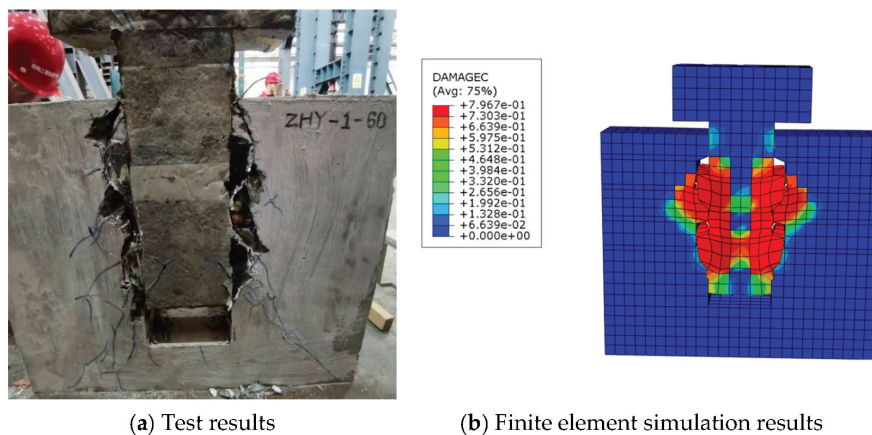 ZHY-1-60
DAMAGEC
(Avg: 75%)
+7.967e-01
+7.303e-01
+6.639e-01
+5.975e-01
+5.312e-01
+4.648e-01
+3.984e-01
+3.320e-01
+2.656e-01
+1.992e-01
+1.328e-01
+6.639e-02
+0.000e+00
(a) Test results
(b) Finite element simulation results